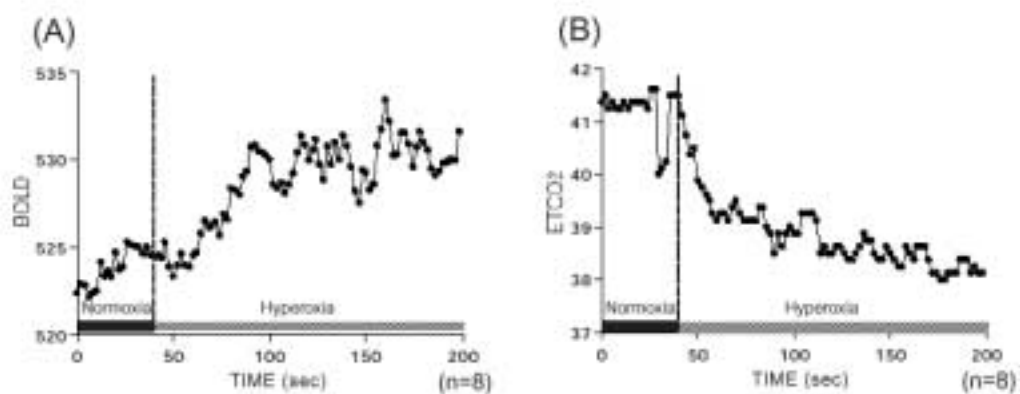 (A)
535
530
525
520
BOLD
Normoxia
Hyperoxia
0 50 100 150 200
TIME (sec)
(n=8)
(B)
42
41
40
39
38
37
ETCO2
Normoxia
Hyperoxia
0 50 100 150 200
TIME (sec)
(n=8)